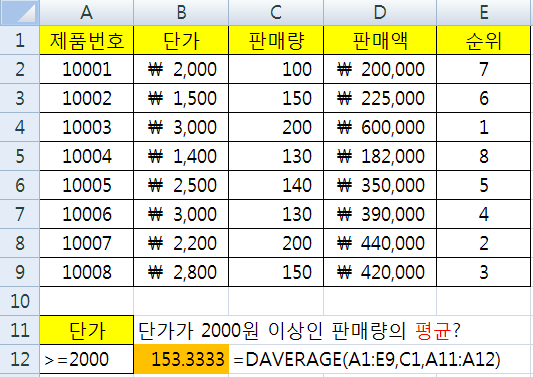 A B C D E
1 제품번호 단가 판매량 판매액 순위
2 10001 ₩ 2,000 100 ₩ 200,000 7
3 10002 ₩ 1,500 150 ₩ 225,000 6
4 10003 ₩ 3,000 200 ₩ 600,000 1
5 10004 ₩ 1,400 130 ₩ 182,000 8
6 10005 ₩ 2,500 140 ₩ 350,000 5
7 10006 ₩ 3,000 130 ₩ 390,000 4
8 10007 ₩ 2,200 200 ₩ 440,000 2
9 10008 ₩ 2,800 150 ₩ 420,000 3
10
11 단가 단가가 2000원 이상인 판매량의 평균?
12 >=2000 153.3333 =DAVERAGE(A1:E9,C1,A11:A12)